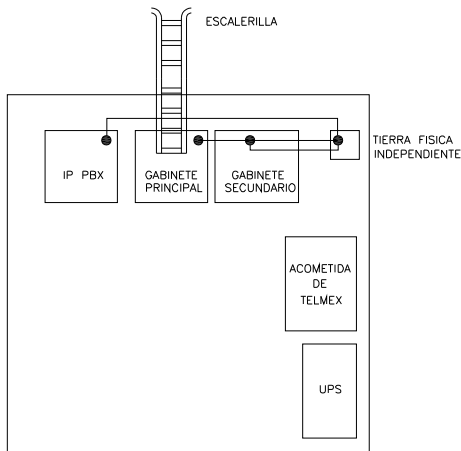 ESCALERILLA
TIERRA FISICA
INDEPENDIENTE
IP PBX
GABINETE
PRINCIPAL
GABINETE
SECUNDARIO
ACOMETIDA
DE
TELMEX
UPS